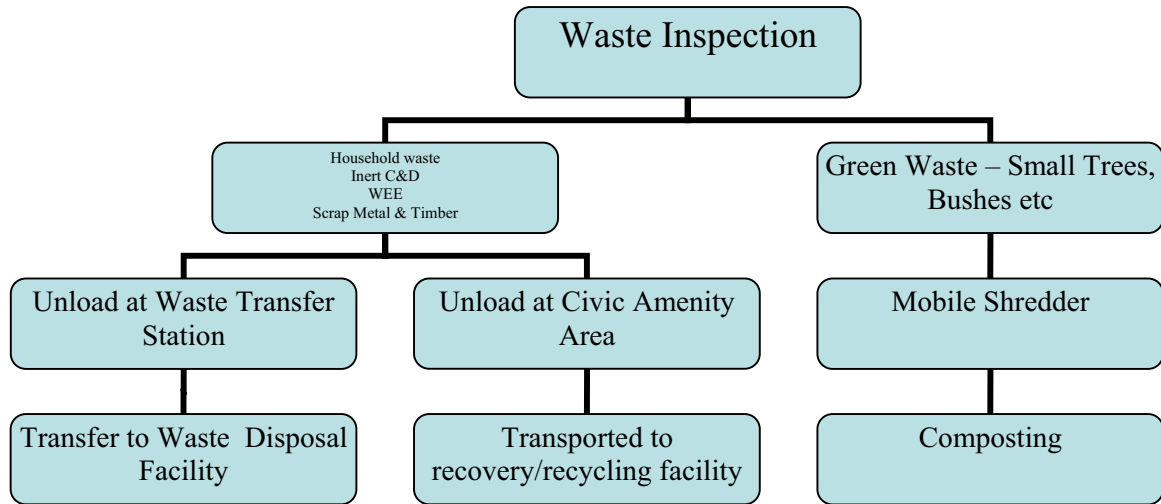 Waste Inspection
Household waste
Inert C&D
WEE
Scrap Metal & Timber
Green Waste – Small Trees,
Bushes etc
Unload at Waste Transfer
Station
Unload at Civic Amenity
Area
Mobile Shredder
Transfer to Waste Disposal
Facility
Transported to
recovery/recycling facility
Composting